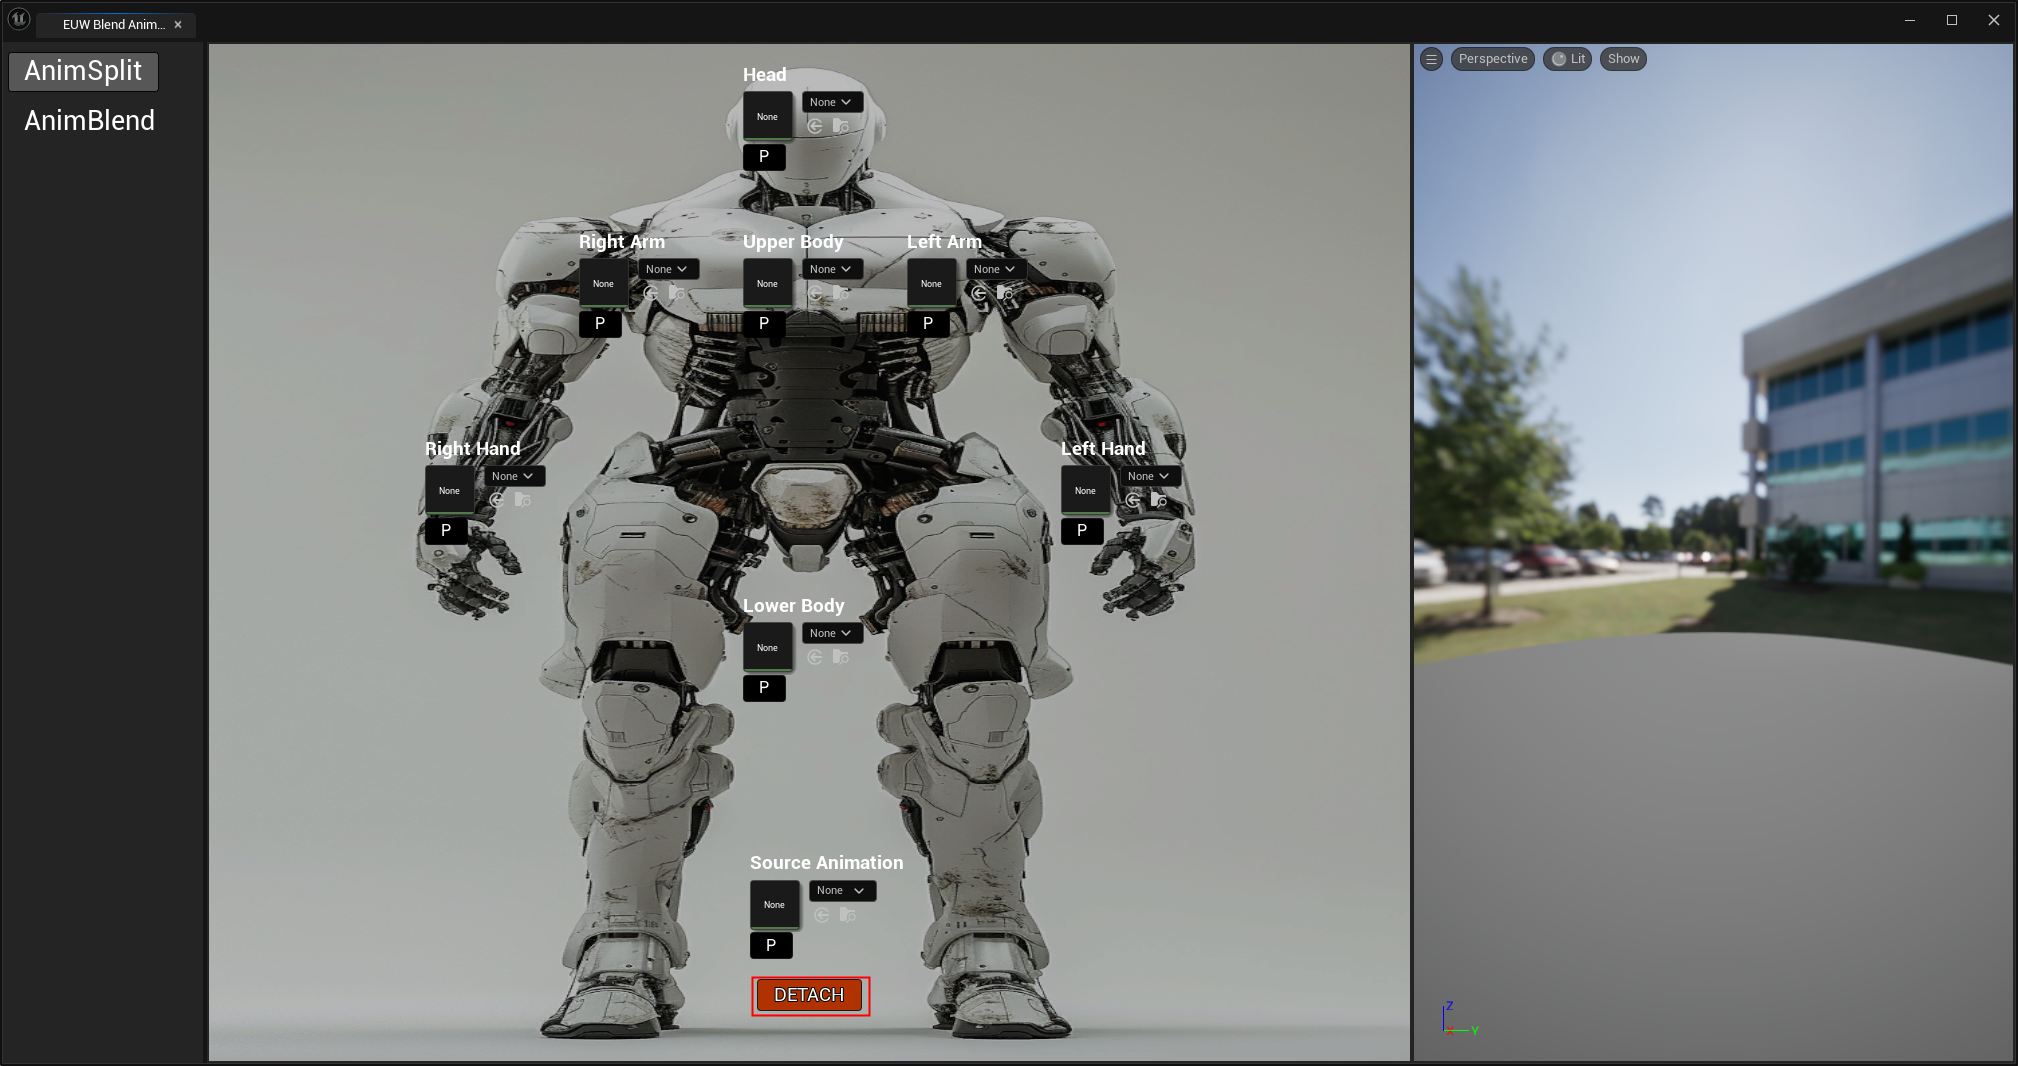 EUW Blend Anim...
AnimSplit
AnimBlend
Head
None
None
P
Right Arm
None
None
P
Upper Body
None
None
P
Left Arm
None
None
P
Right Hand
None
None
P
Left Hand
None
None
P
Lower Body
None
None
P
Source Animation
None
None
P
DETACH
Perspective
Lit
Show
Z
X
Y